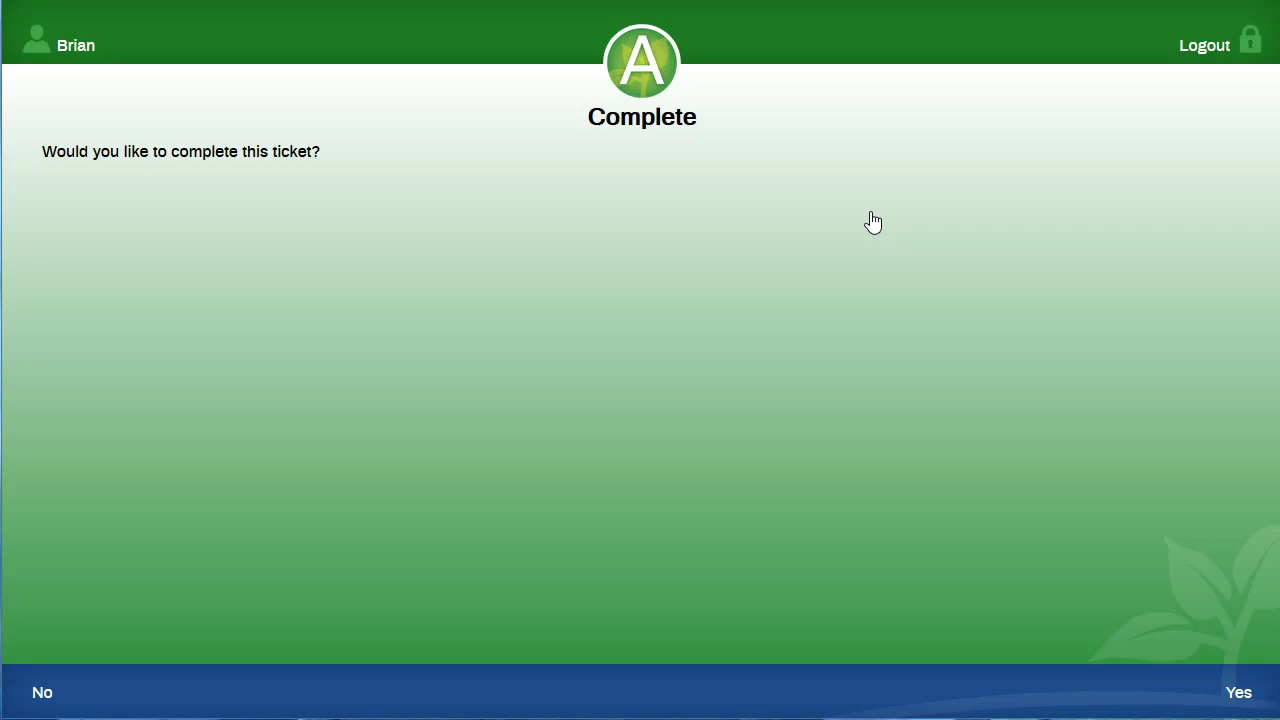 Brian
Logout
A
Complete
Would you like to complete this ticket?
No
Yes